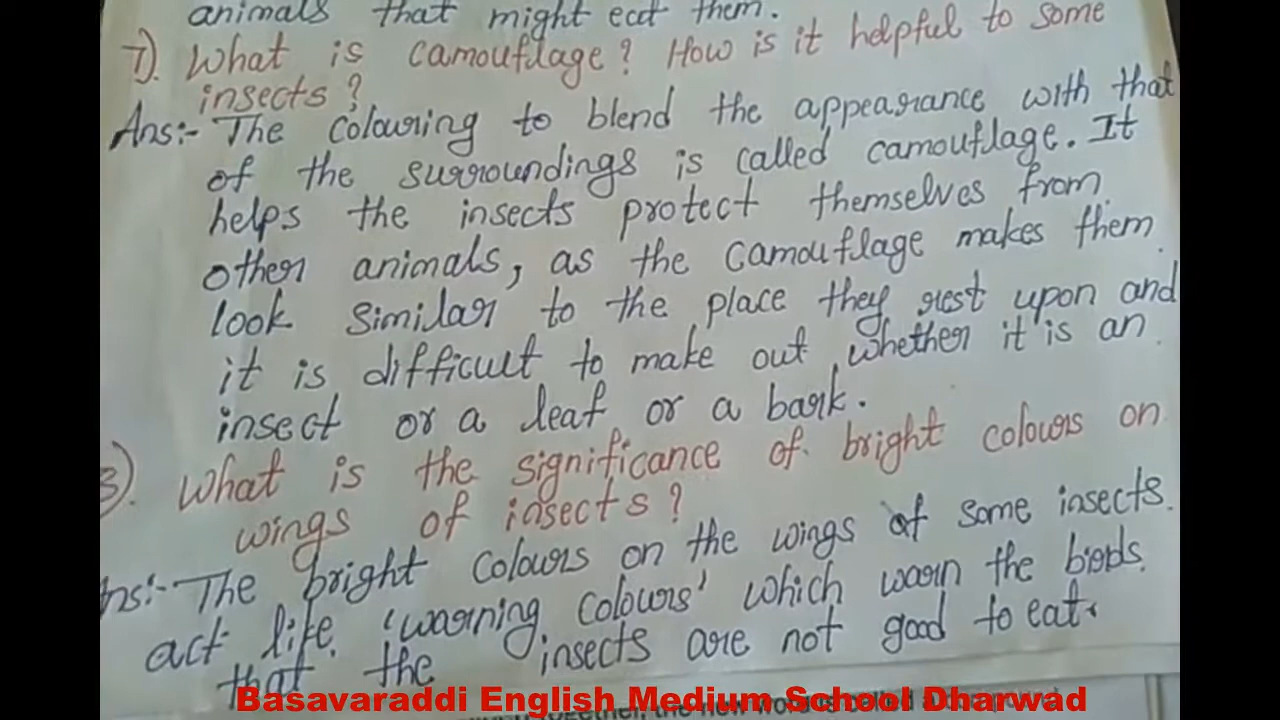 animals that might eat them.
7). What is camouflage? How is it helpful to some
insects?
Ans:- The colouring to blend the appearance with that
of the surroundings is called camouflage. It
helps the insects protect themselves from
other animals, as the camouflage makes them
look similar to the place they rest upon and
it is difficult to make out whether it is an
insect or a leaf or a bark.
3). What is the significance of bright colours on
wings of insects?
Ans:- The bright colours on the wings of some insects
act life 'warning colours' which warn the birds
that the insects are not good to eat.
Basavaraddi English Medium School Dharwad